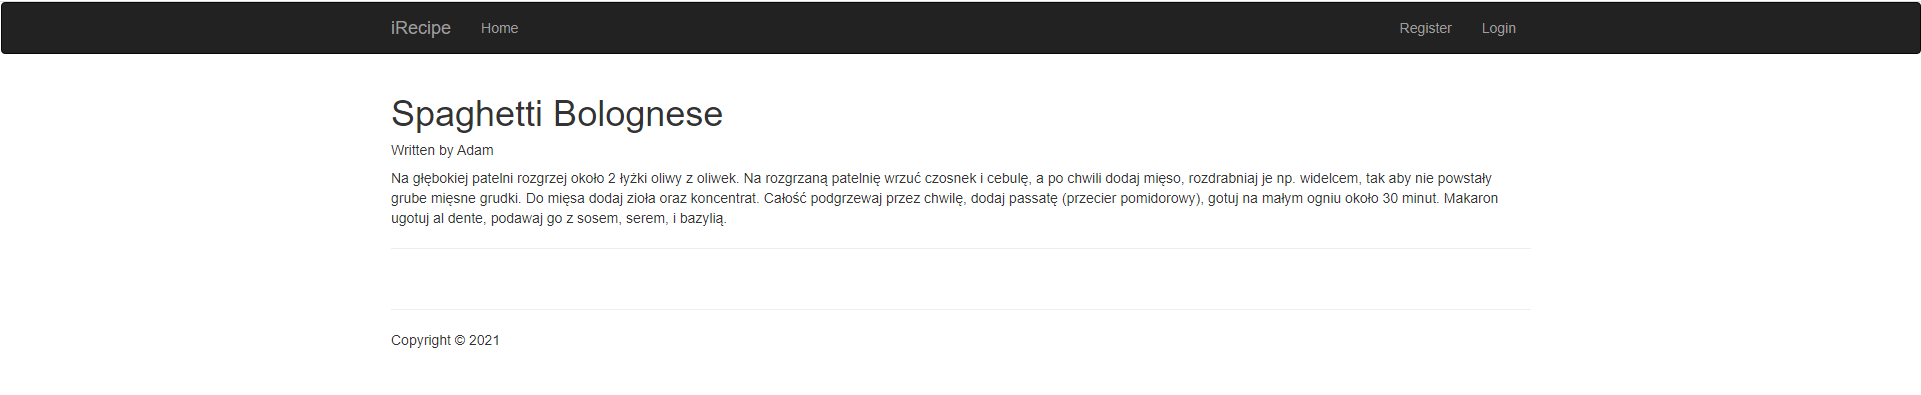 iRecipe Home Register Login
Spaghetti Bolognese
Written by Adam
Na głębokiej patelni rozgrzej około 2 łyżki oliwy z oliwek. Na rozgrzaną patelnię wrzuć czosnek i cebulę, a po chwili dodaj mięso, rozdrabniaj je np. widelcem, tak aby nie powstały
grube mięsne grudki. Do mięsa dodaj zioła oraz koncentrat. Całość podgrzewaj przez chwilę, dodaj passatę (przecier pomidorowy), gotuj na małym ogniu około 30 minut. Makaron
ugotuj al dente, podawaj go z sosem, serem, i bazylią.
Copyright © 2021